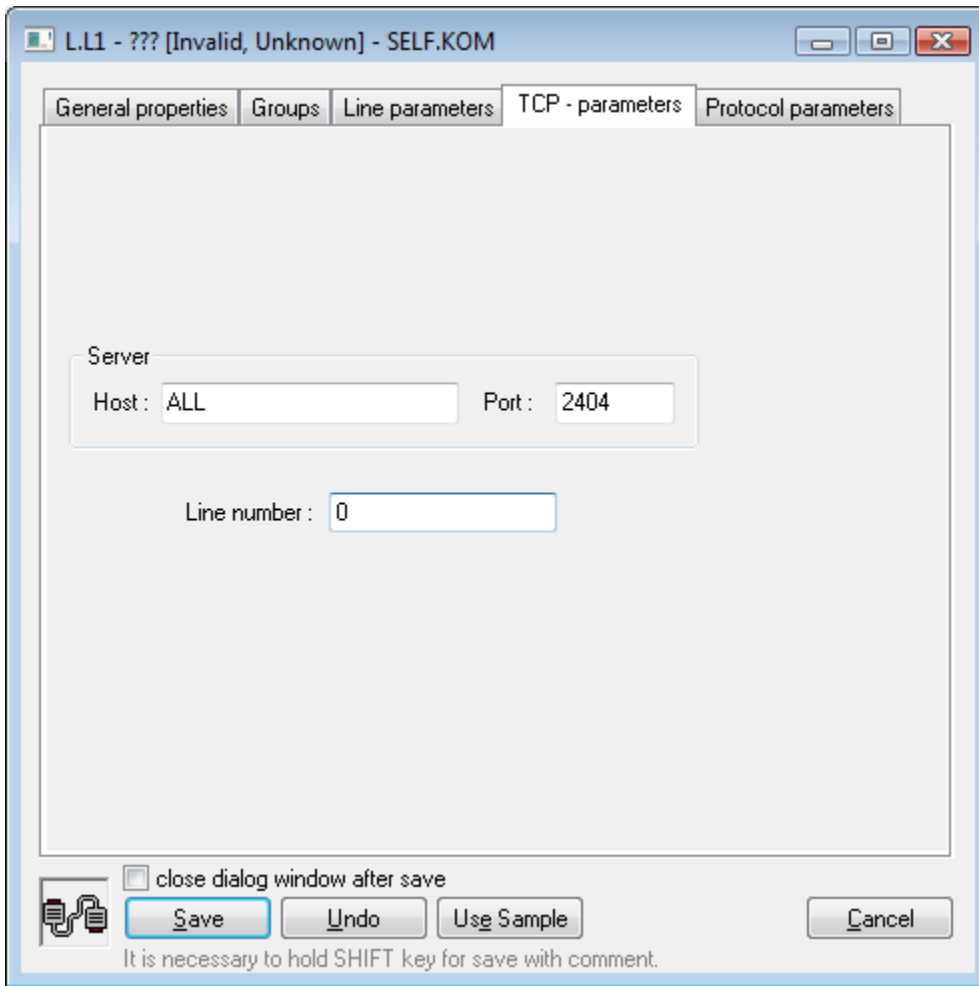 L.L1 - ??? [Invalid, Unknown] - SELF.KOM
General properties Groups Line parameters TCP - parameters Protocol parameters
Server
Host : ALL Port : 2404
Line number : 0
close dialog window after save
Save Undo Use Sample Cancel
It is necessary to hold SHIFT key for save with comment.